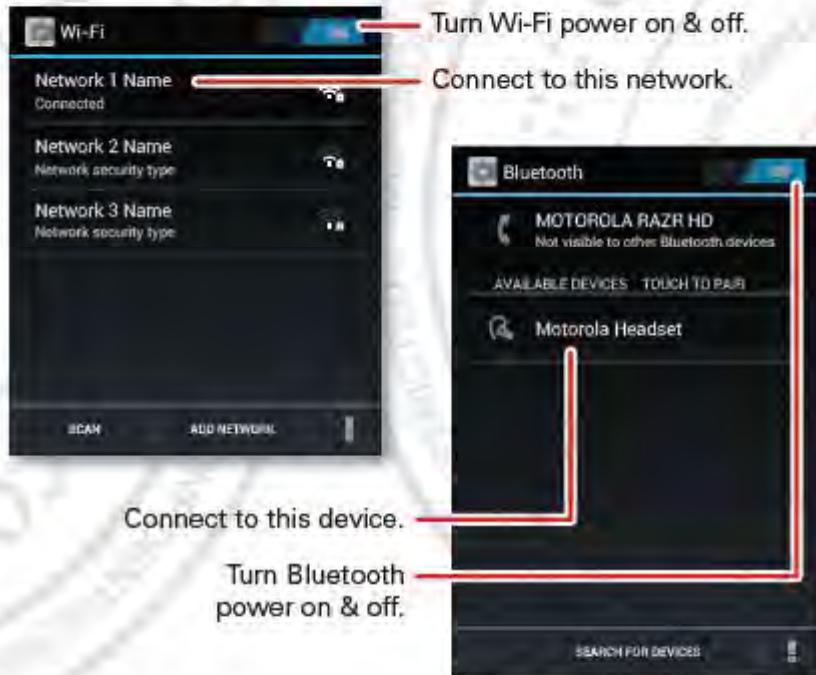 Wi-Fi
ON
Turn Wi-Fi power on & off.
Network 1 Name
Connected
Connect to this network.
Network 2 Name
Network security type
Network 3 Name
Network security type
SCAN
ADD NETWORK
Bluetooth
ON
MOTOROLA RAZR HD
Not visible to other Bluetooth devices
AVAILABLE DEVICES
TOUCH TO PAIR
Motorola Headset
Connect to this device.
Turn Bluetooth
power on & off.
SEARCH FOR DEVICES